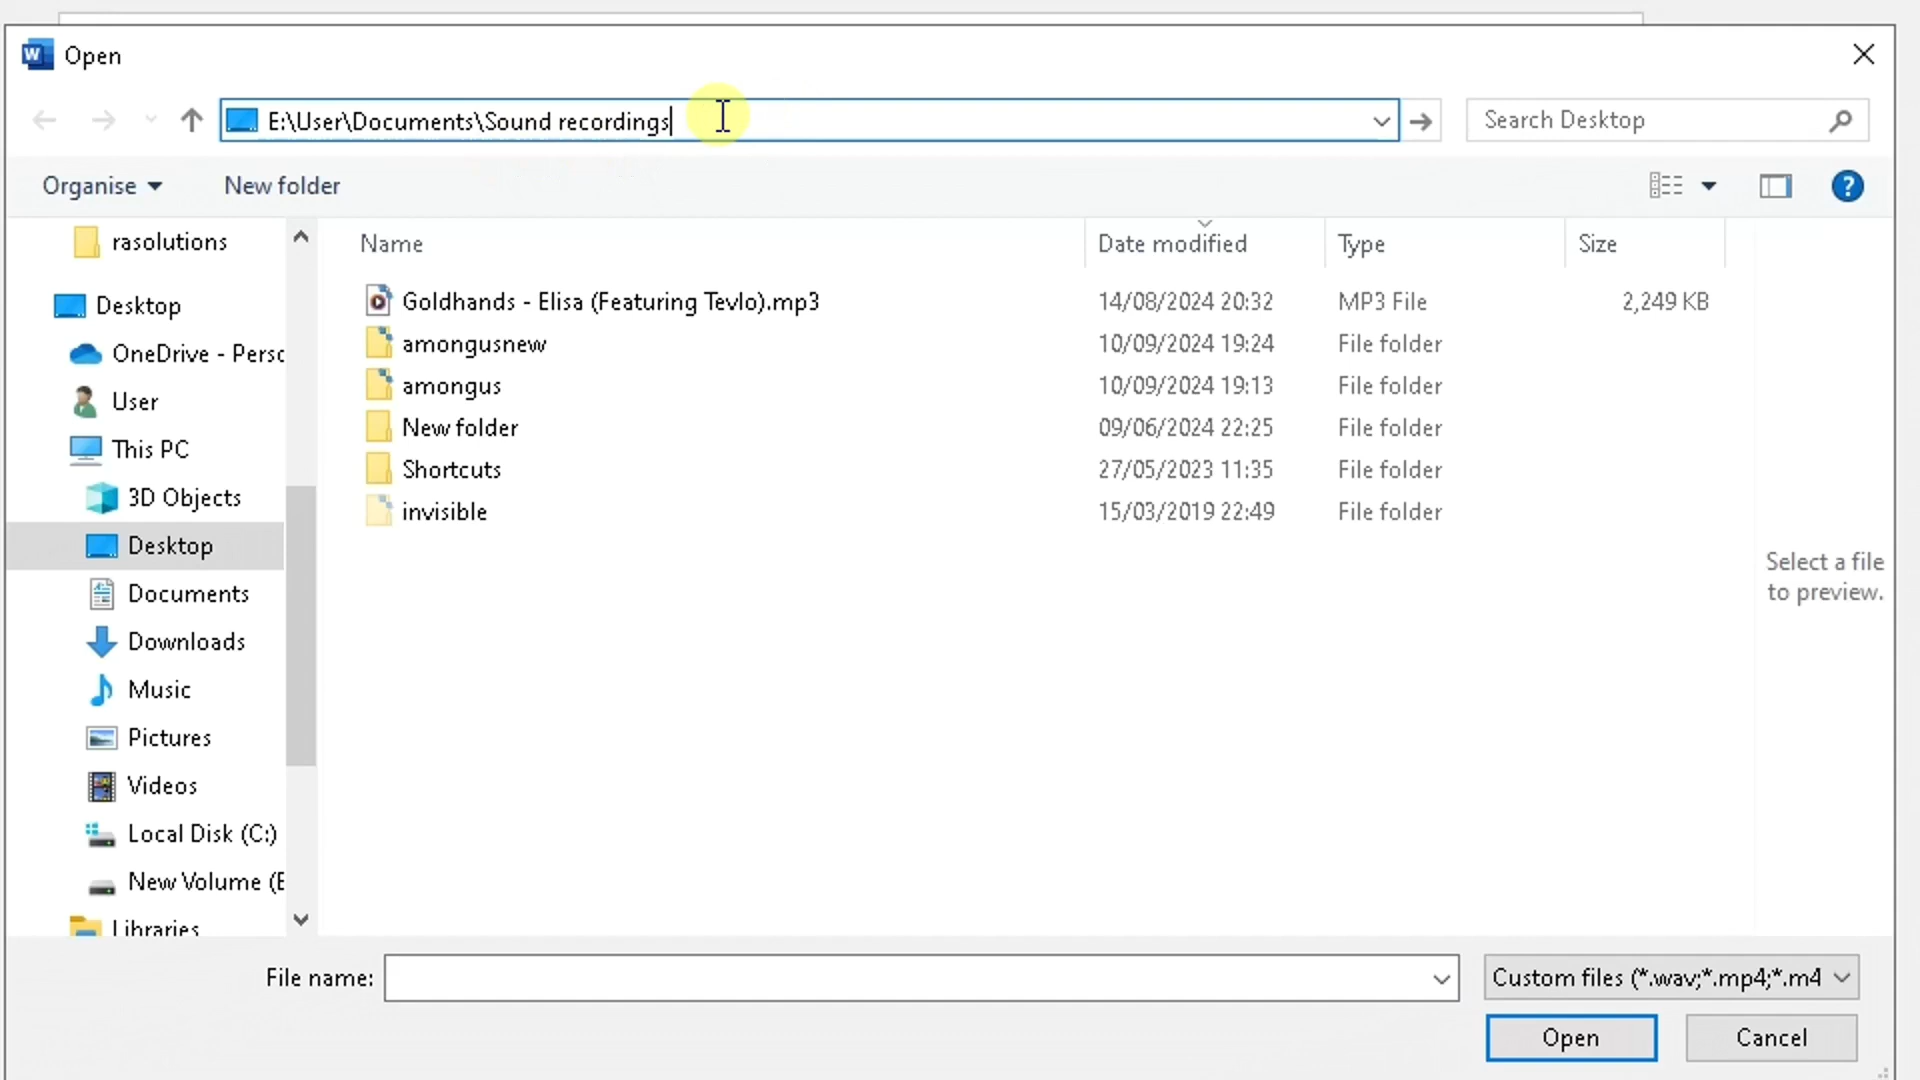 Open
E:\User\Documents\Sound recordings
Search Desktop
Organise
New folder
Name
Date modified
Type
Size
Goldhands - Elisa (Featuring Tevlo).mp3
14/08/2024 20:32
MP3 File
2,249 KB
amongusnew
10/09/2024 19:24
File folder
amongus
10/09/2024 19:13
File folder
New folder
09/06/2024 22:25
File folder
Shortcuts
27/05/2023 11:35
File folder
invisible
15/03/2019 22:49
File folder
rasolutions
Desktop
OneDrive - Persc
User
This PC
3D Objects
Desktop
Documents
Downloads
Music
Pictures
Videos
Local Disk (C:)
New Volume (E
Libraries
Select a file
to preview.
File name:
Custom files (*.wav;*.mp4;*.m4
Open
Cancel